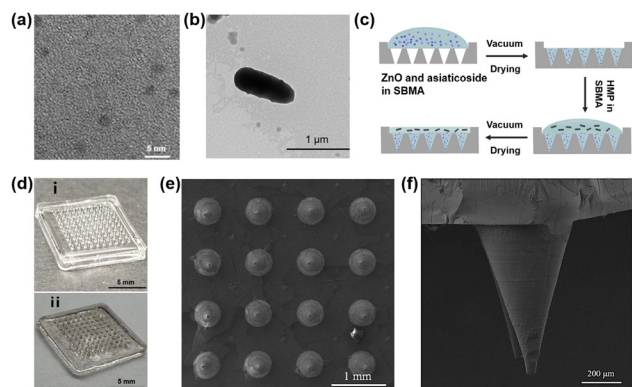 (a)
5 nm
(b)
1 μm
(c)
Vacuum
Drying
ZnO and asiaticoside
in SBMA
HMP in
SBMA
Vacuum
Drying
(d)
i
5 mm
ii
5 mm
(e)
1 mm
(f)
200 μm